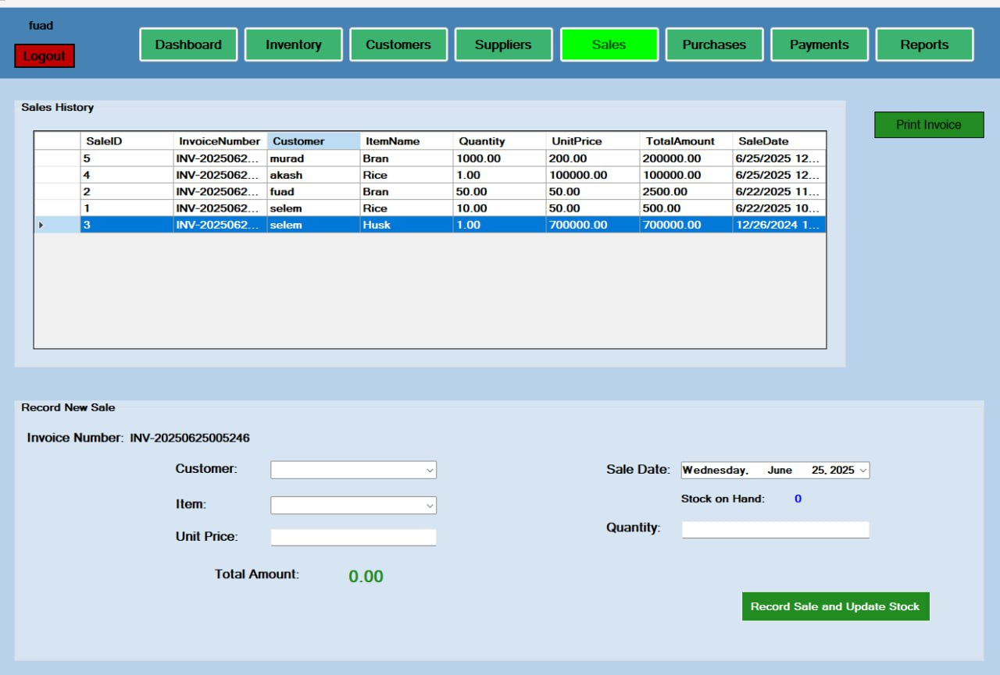 fuad
Logout
Dashboard Inventory Customers Suppliers Sales Purchases Payments Reports
Sales History
Print Invoice
SaleID InvoiceNumber Customer ItemName Quantity UnitPrice TotalAmount SaleDate
5 INV-2025062... murad Bran 1000.00 200.00 200000.00 6/25/2025 12...
4 INV-2025062... akash Rice 1.00 100000.00 100000.00 6/25/2025 12...
2 INV-2025062... fuad Bran 50.00 50.00 2500.00 6/22/2025 11...
1 INV-2025062... selem Rice 10.00 50.00 500.00 6/22/2025 10...
3 INV-2025062... selem Husk 1.00 700000.00 700000.00 12/26/2024 1...
Record New Sale
Invoice Number: INV-20250625005246
Customer: Sale Date: Wednesday, June 25, 2025
Stock on Hand: 0
Item:
Quantity:
Unit Price:
Total Amount: 0.00
Record Sale and Update Stock